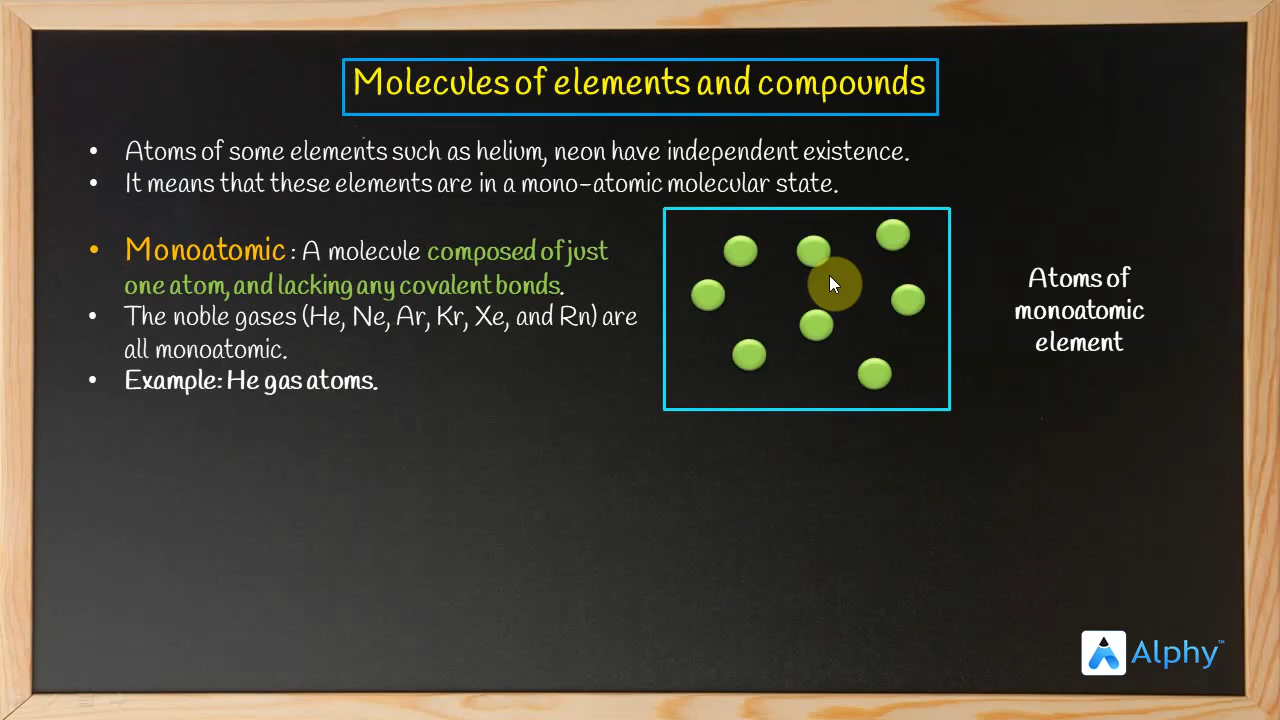 Molecules of elements and compounds
• Atoms of some elements such as helium, neon have independent existence.
• It means that these elements are in a mono-atomic molecular state.
• Monoatomic : A molecule composed of just
one atom, and lacking any covalent bonds.
• The noble gases (He, Ne, Ar, Kr, Xe, and Rn) are
all monoatomic.
• Example: He gas atoms.
Atoms of
monoatomic
element
Alphy™